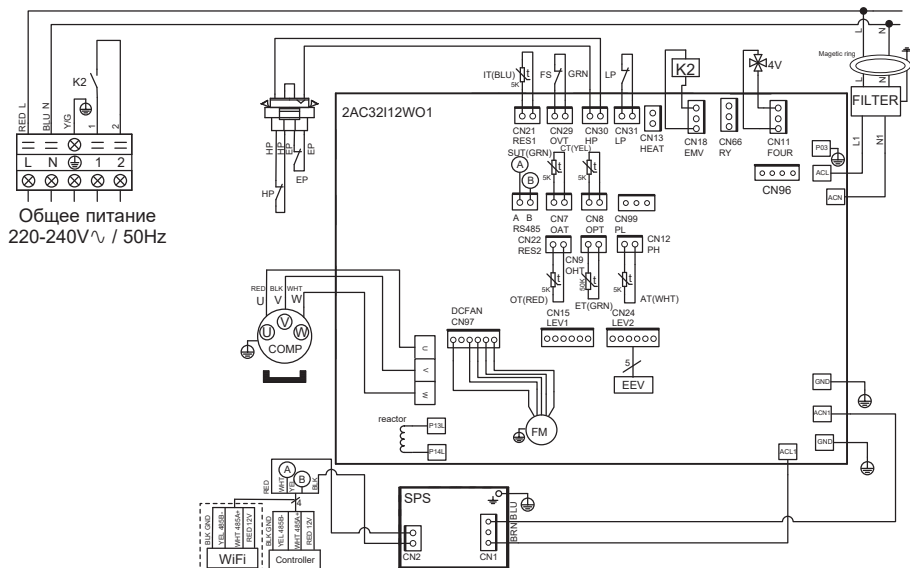 RED L
BLU N
Y/G
1
2
K2
L N 1 2
Общее питание
220-240V∿ / 50Hz
HP
HP
EP
EP
HP
EP
2AC32I12WO1
IT(BLU)
5K
t
FS
GRN
LP
K2
4V
L
N
Magetic ring
L
N
FILTER
L1
N1
CN21
RES1
CN29
OVT
CN30
HP
CN31
LP
CN13
HEAT
CN18
EMV
CN66
RY
CN11
FOUR
P03
ACL
ACN
CN96
SUT(GRN)
CT(YEL)
A
B
5K
t
5K
t
A B
RS485
CN7
OAT
CN8
OPT
CN99
PL
CN22
RES2
CN9
OHT
CN12
PH
5K
t
50K
t
5K
t
OT(RED)
ET(GRN)
AT(WHT)
RED BLK WHT
U V W
U
V
W
COMP
U
V
W
DCFAN
CN97
CN15
LEV1
CN24
LEV2
5
EEV
FM
reactor
P13L
P14L
GND
ACN1
GND
ACL1
RED
WHT
YEL
BLK
A
B
4
BLK GND
YEL 485B-
WHT 485A+
RED 12V
WiFi
BLK GND
YEL 485B-
WHT 485A+
RED 12V
Controller
SPS
CN2
CN1
BRN
BLU